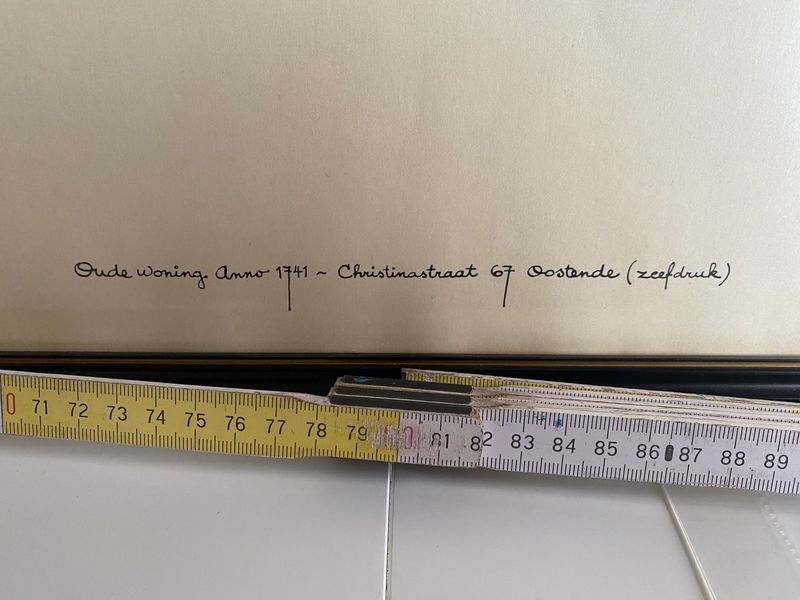 Oude woning Anno 1741 ~ Christinastraat 67 Oostende (zeefdruk)
0 71 72 73 74 75 76 77 78 79 80 81 82 83 84 85 86 87 88 89